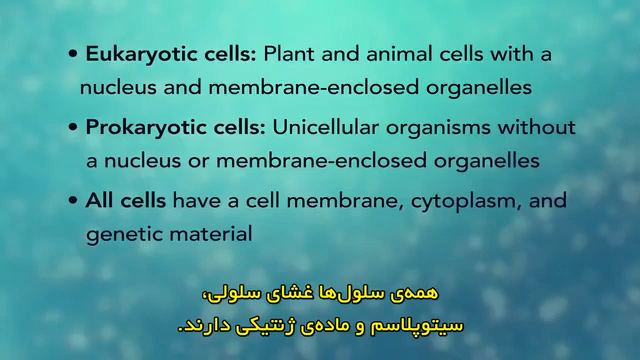 • Eukaryotic cells: Plant and animal cells with a
nucleus and membrane-enclosed organelles
• Prokaryotic cells: Unicellular organisms without
a nucleus or membrane-enclosed organelles
• All cells have a cell membrane, cytoplasm, and
genetic material
همه‌ی سلول‌ها غشای سلولی،
سیتوپلاسم و ماده‌ی ژنتیکی دارند.